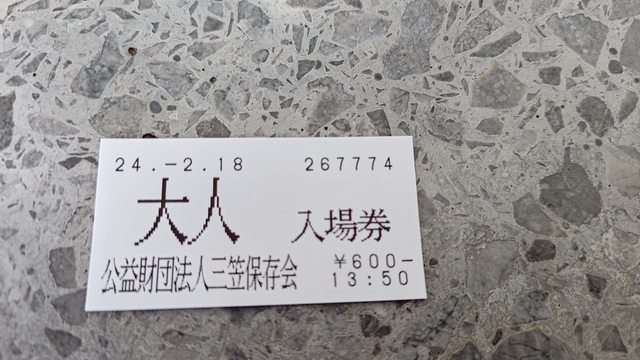 24.-2.18 267774
大人 入場券
公益財団法人三笠保存会 ¥600-
13:50